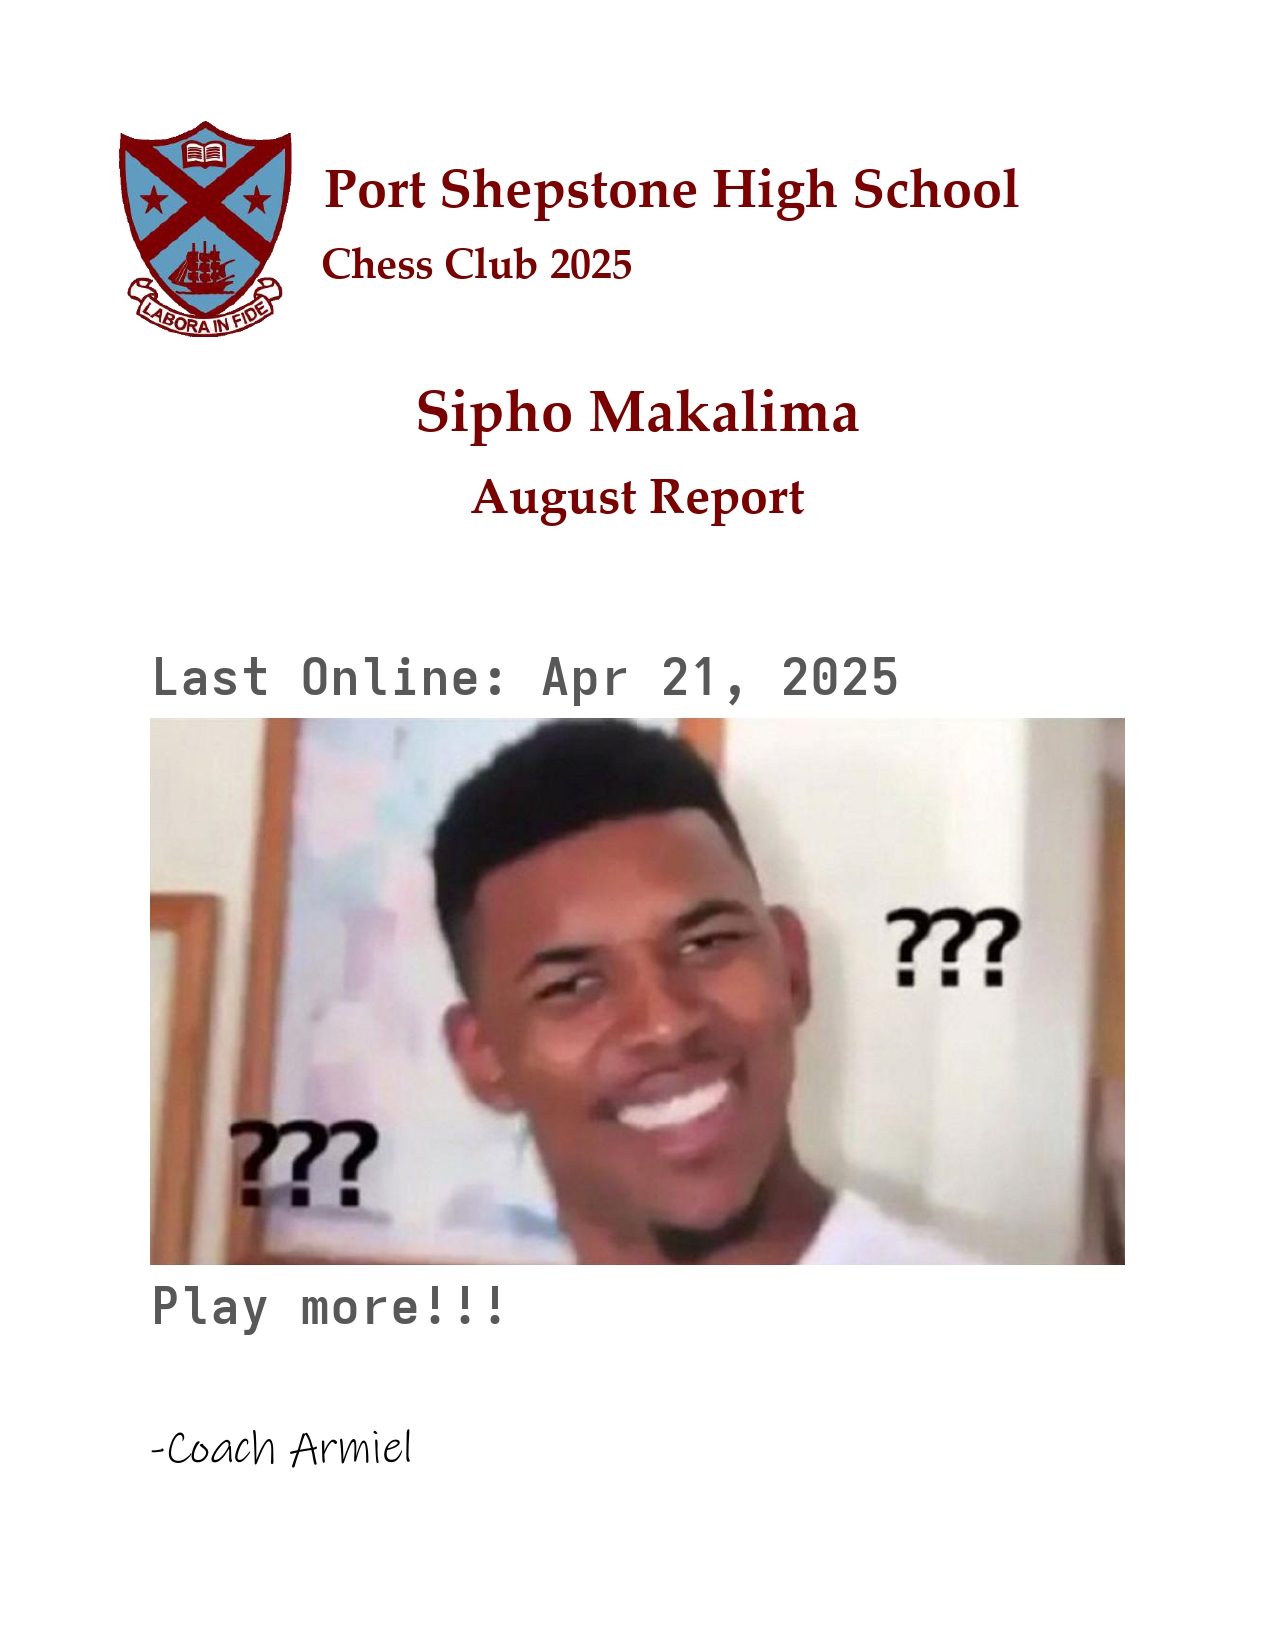 Port Shepstone High School
Chess Club 2025
LABORA IN FIDE
Sipho Makalima
August Report
Last Online: Apr 21, 2025
???
???
Play more!!!
-Coach Armiel